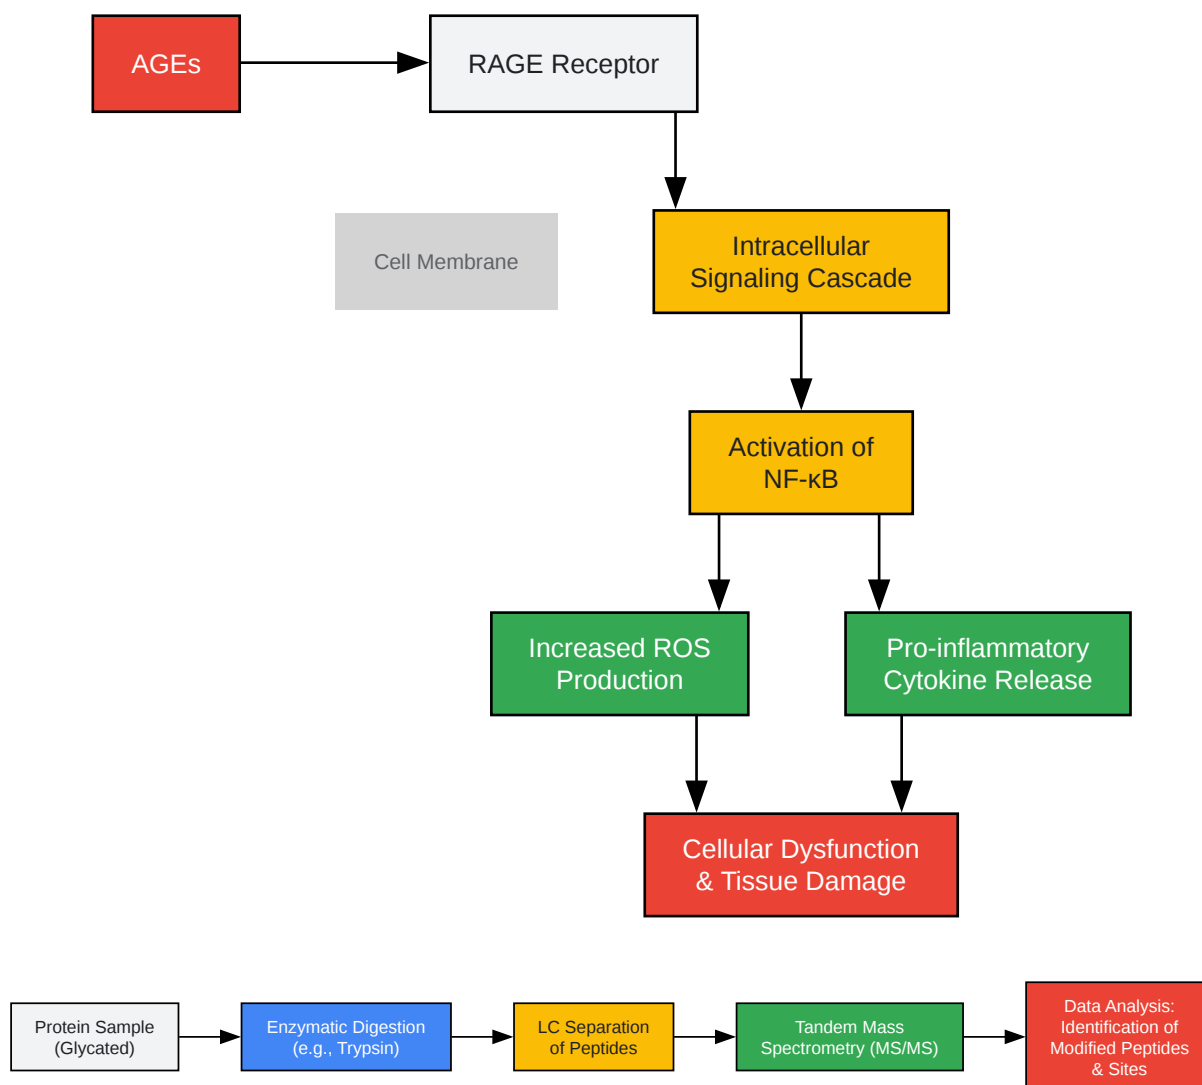 AGEs
RAGE Receptor
Cell Membrane
Intracellular
Signaling Cascade
Activation of
NF-κB
Increased ROS
Production
Pro-inflammatory
Cytokine Release
Cellular Dysfunction
& Tissue Damage
Protein Sample
(Glycated)
Enzymatic Digestion
(e.g., Trypsin)
LC Separation
of Peptides
Tandem Mass
Spectrometry (MS/MS)
Data Analysis:
Identification of
Modified Peptides
& Sites